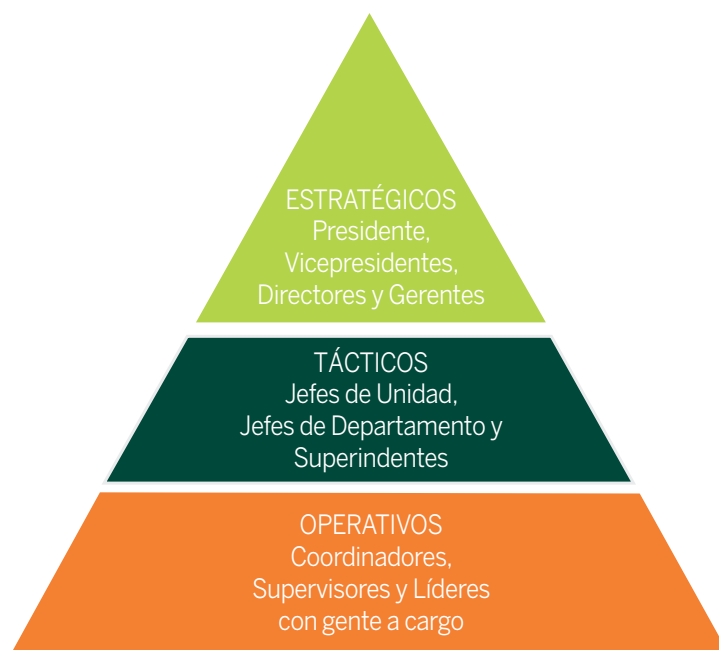 ESTRATÉGICOS
Presidente,
Vicepresidentes,
Directores y Gerentes
TÁCTICOS
Jefes de Unidad,
Jefes de Departamento y
Superindentes
OPERATIVOS
Coordinadores,
Supervisores y Líderes
con gente a cargo